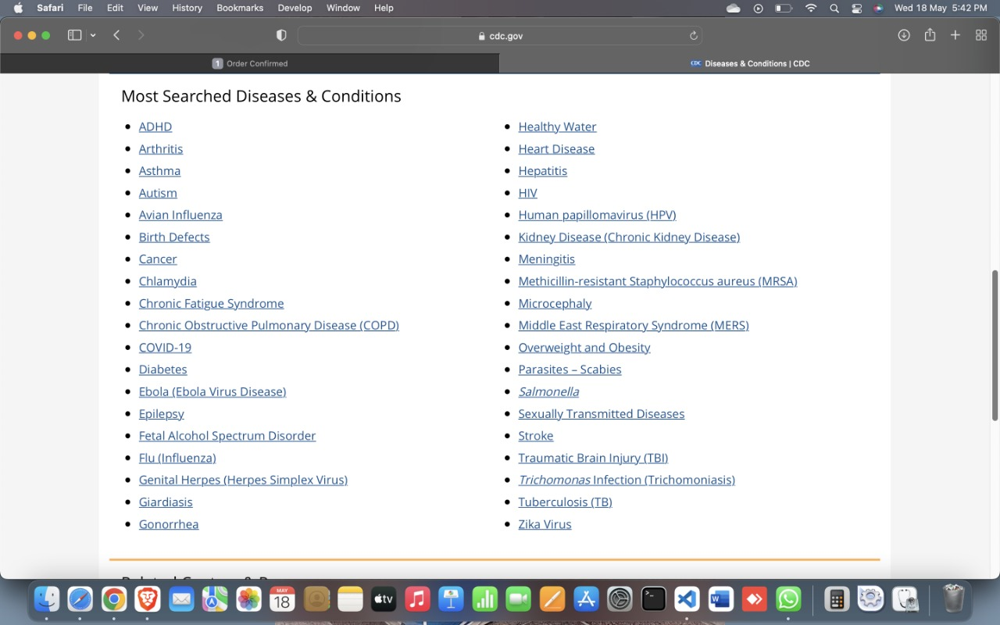 Safari File Edit View History Bookmarks Develop Window Help Wed 18 May 5:42 PM
cdc.gov
1 Order Confirmed
CDC Diseases & Conditions | CDC
Most Searched Diseases & Conditions
ADHD
Arthritis
Asthma
Autism
Avian Influenza
Birth Defects
Cancer
Chlamydia
Chronic Fatigue Syndrome
Chronic Obstructive Pulmonary Disease (COPD)
COVID-19
Diabetes
Ebola (Ebola Virus Disease)
Epilepsy
Fetal Alcohol Spectrum Disorder
Flu (Influenza)
Genital Herpes (Herpes Simplex Virus)
Giardiasis
Gonorrhea
Healthy Water
Heart Disease
Hepatitis
HIV
Human papillomavirus (HPV)
Kidney Disease (Chronic Kidney Disease)
Meningitis
Methicillin-resistant Staphylococcus aureus (MRSA)
Microcephaly
Middle East Respiratory Syndrome (MERS)
Overweight and Obesity
Parasites – Scabies
Salmonella
Sexually Transmitted Diseases
Stroke
Traumatic Brain Injury (TBI)
Trichomonas Infection (Trichomoniasis)
Tuberculosis (TB)
Zika Virus
MAY
18
tv
W